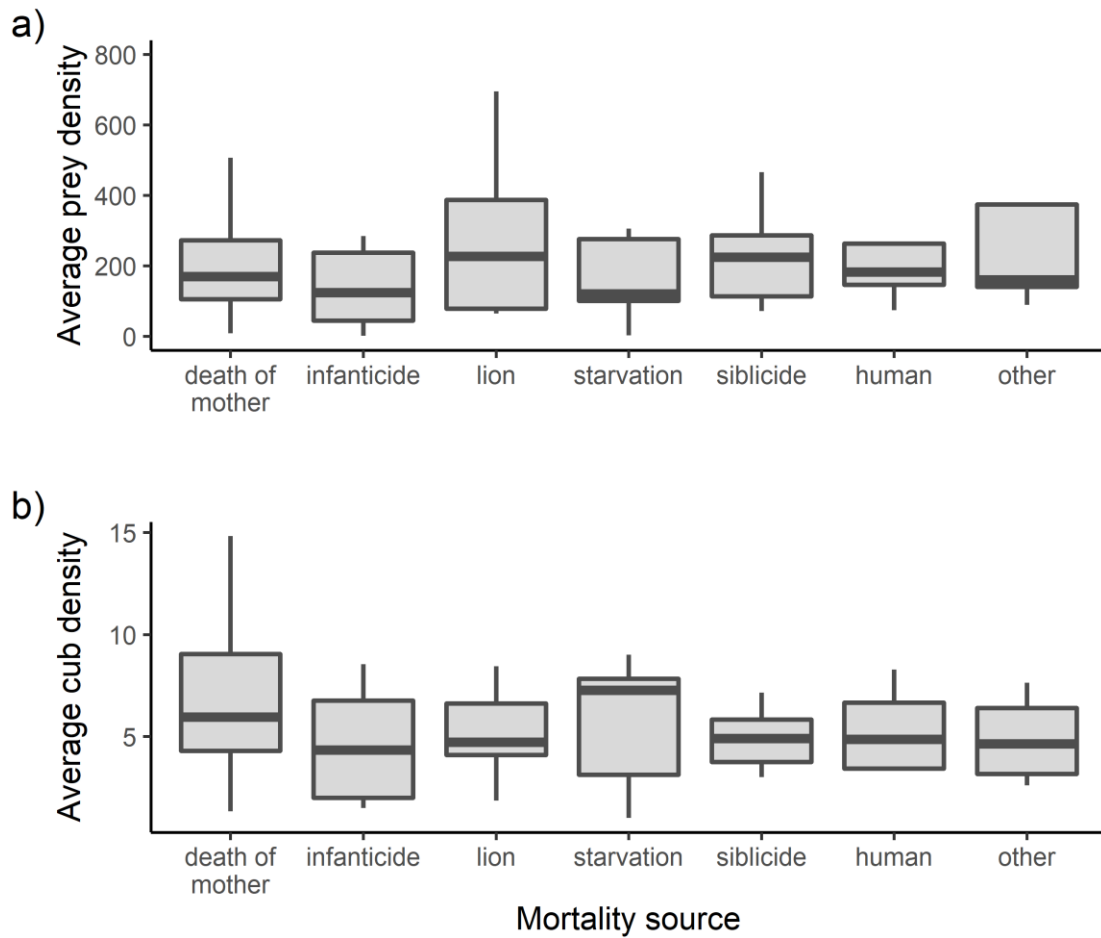 a)
Average prey density
800
600
400
200
0
death of
mother
infanticide
lion
starvation
siblicide
human
other
b)
Average cub density
15
10
5
death of
mother
infanticide
lion
starvation
siblicide
human
other
Mortality source